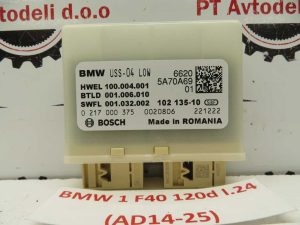 Avtodeli
PT Avtodeli
BMW USS-04 LOW 6620
HWEL 100.004.001 5A70A69
BTLD 001.006.010 01
SWFL 001.032.002 102 135-10
0 217 000 375 0020806 221222
BOSCH Made in ROMANIA
BMW 1 F40 120d l.24
(AD14-25)